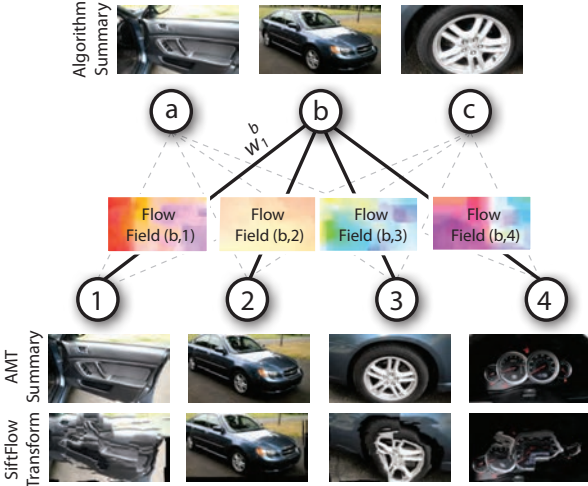 Algorithm
Summary
a
b
c
w₁ᵇ
Flow
Field (b,1)
Flow
Field (b,2)
Flow
Field (b,3)
Flow
Field (b,4)
1
2
3
4
AMT
Summary
SiftFlow
Transform